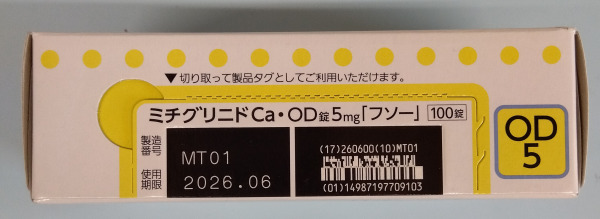 ▼切り取って製品タグとしてご利用いただけます。
ミチグリニドCa・OD錠5mg「フソー」 100錠
製造番号 MT01
使用期限 2026.06
(17)260600(10)MT01
(01)14987197709103
OD
5